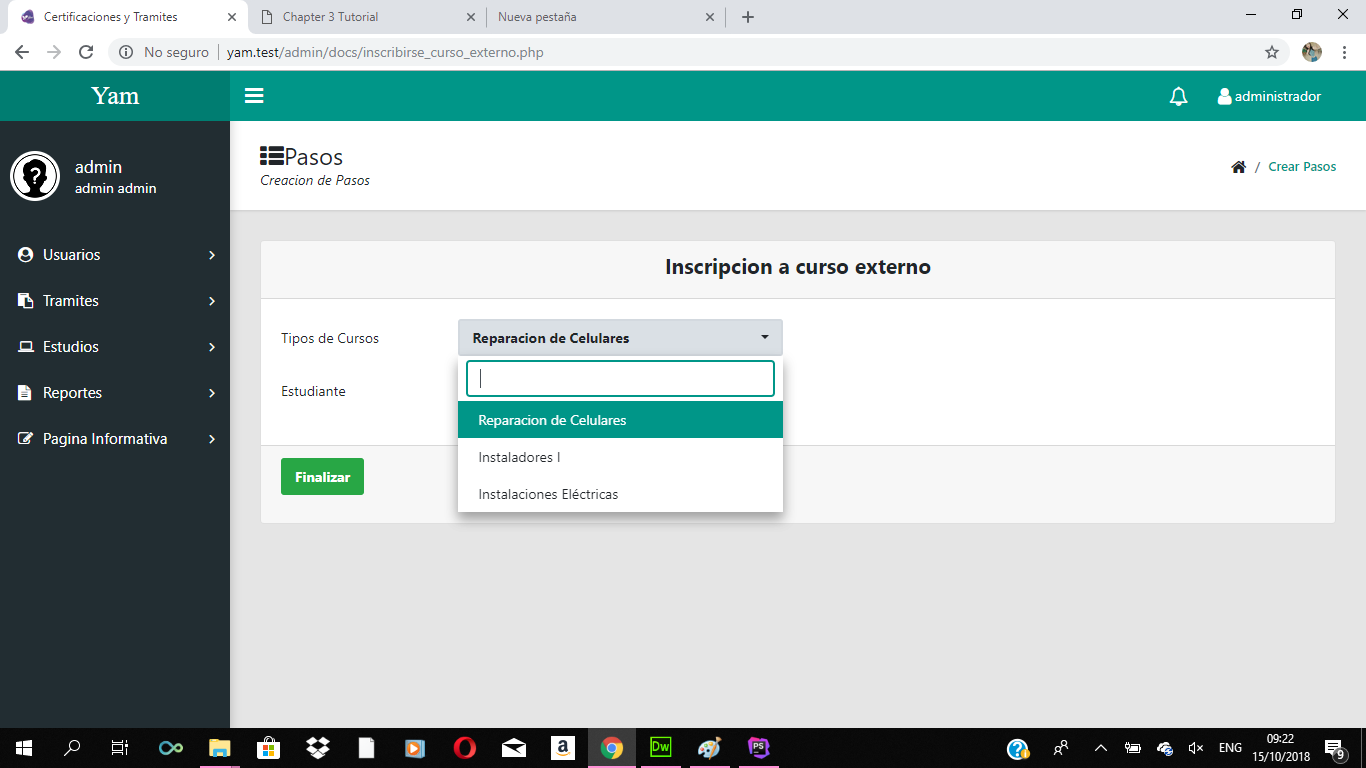 Certificaciones y Tramites
Chapter 3 Tutorial
Nueva pestaña
No seguro
yam.test/admin/docs/inscribirse_curso_externo.php
Yam
administrador
admin
admin admin
Pasos
Creacion de Pasos
/ Crear Pasos
Usuarios
Tramites
Estudios
Reportes
Pagina Informativa
Inscripcion a curso externo
Tipos de Cursos
Reparacion de Celulares
Estudiante
Reparacion de Celulares
Instaladores I
Instalaciones Eléctricas
Finalizar
a
Dw
PS
ENG
09:22
15/10/2018
9